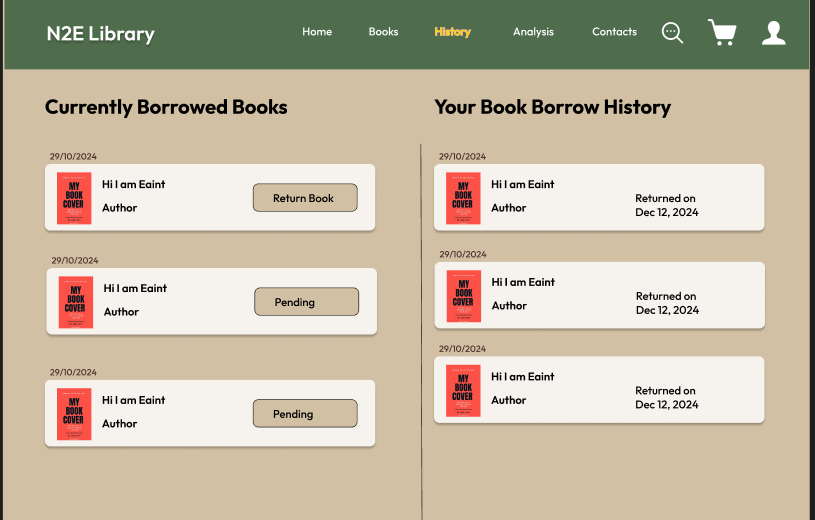 N2E Library
Home
Books
History
Analysis
Contacts
Currently Borrowed Books
29/10/2024
MY
BOOK
COVER
Hi I am Eaint
Author
Return Book
29/10/2024
MY
BOOK
COVER
Hi I am Eaint
Author
Pending
29/10/2024
MY
BOOK
COVER
Hi I am Eaint
Author
Pending
Your Book Borrow History
29/10/2024
MY
BOOK
COVER
Hi I am Eaint
Author
Returned on
Dec 12, 2024
29/10/2024
MY
BOOK
COVER
Hi I am Eaint
Author
Returned on
Dec 12, 2024
29/10/2024
MY
BOOK
COVER
Hi I am Eaint
Author
Returned on
Dec 12, 2024